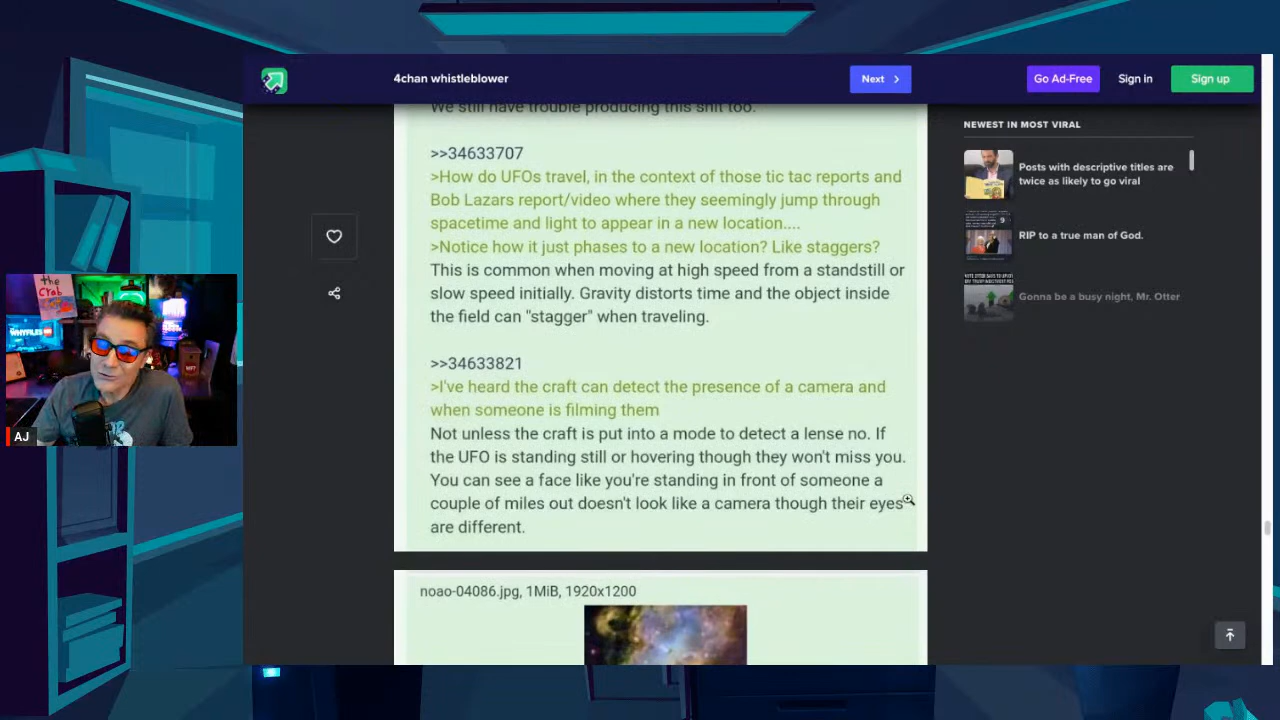 4chan whistleblower
Next
Go Ad-Free
Sign in
Sign up
We still have trouble producing this shit too.
>>34633707
>How do UFOs travel, in the context of those tic tac reports and
Bob Lazars report/video where they seemingly jump through
spacetime and light to appear in a new location....
>Notice how it just phases to a new location? Like staggers?
This is common when moving at high speed from a standstill or
slow speed initially. Gravity distorts time and the object inside
the field can "stagger" when traveling.
>>34633821
>I've heard the craft can detect the presence of a camera and
when someone is filming them
Not unless the craft is put into a mode to detect a lense no. If
the UFO is standing still or hovering though they won't miss you.
You can see a face like you're standing in front of someone a
couple of miles out doesn't look like a camera though their eyes
are different.
noao-04086.jpg, 1MiB, 1920x1200
NEWEST IN MOST VIRAL
Posts with descriptive titles are
twice as likely to go viral
RIP to a true man of God.
Gonna be a busy night, Mr. Otter
the
Crab
AJ